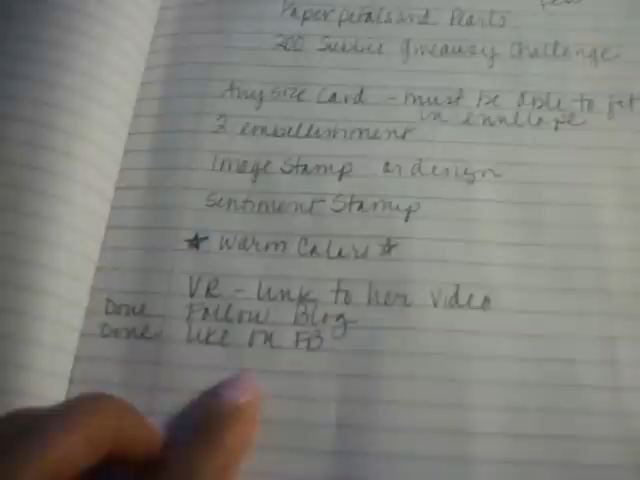 Paper petals and Pearls
200 Subbie giveaway Challenge
Any size Card - must be able to fit
in envelope
2 embellishment
Image Stamp or design
Sentiment Stamp
☆ Warm Colors ☆
VR - Link to her video
Done Follow Blog
Done Like on FB